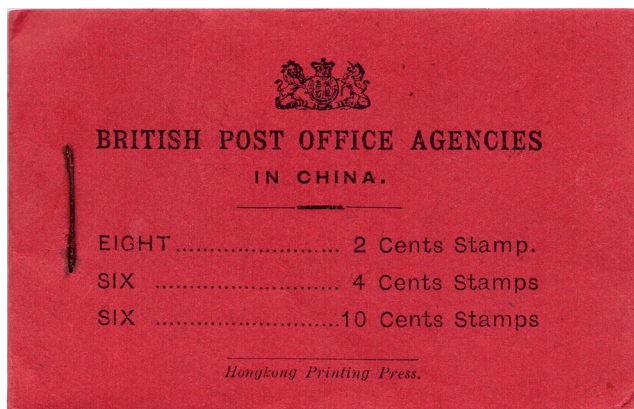 BRITISH POST OFFICE AGENCIES
IN CHINA.
EIGHT........................ 2 Cents Stamp.
SIX ........................... 4 Cents Stamps
SIX ...........................10 Cents Stamps
Hongkong Printing Press.